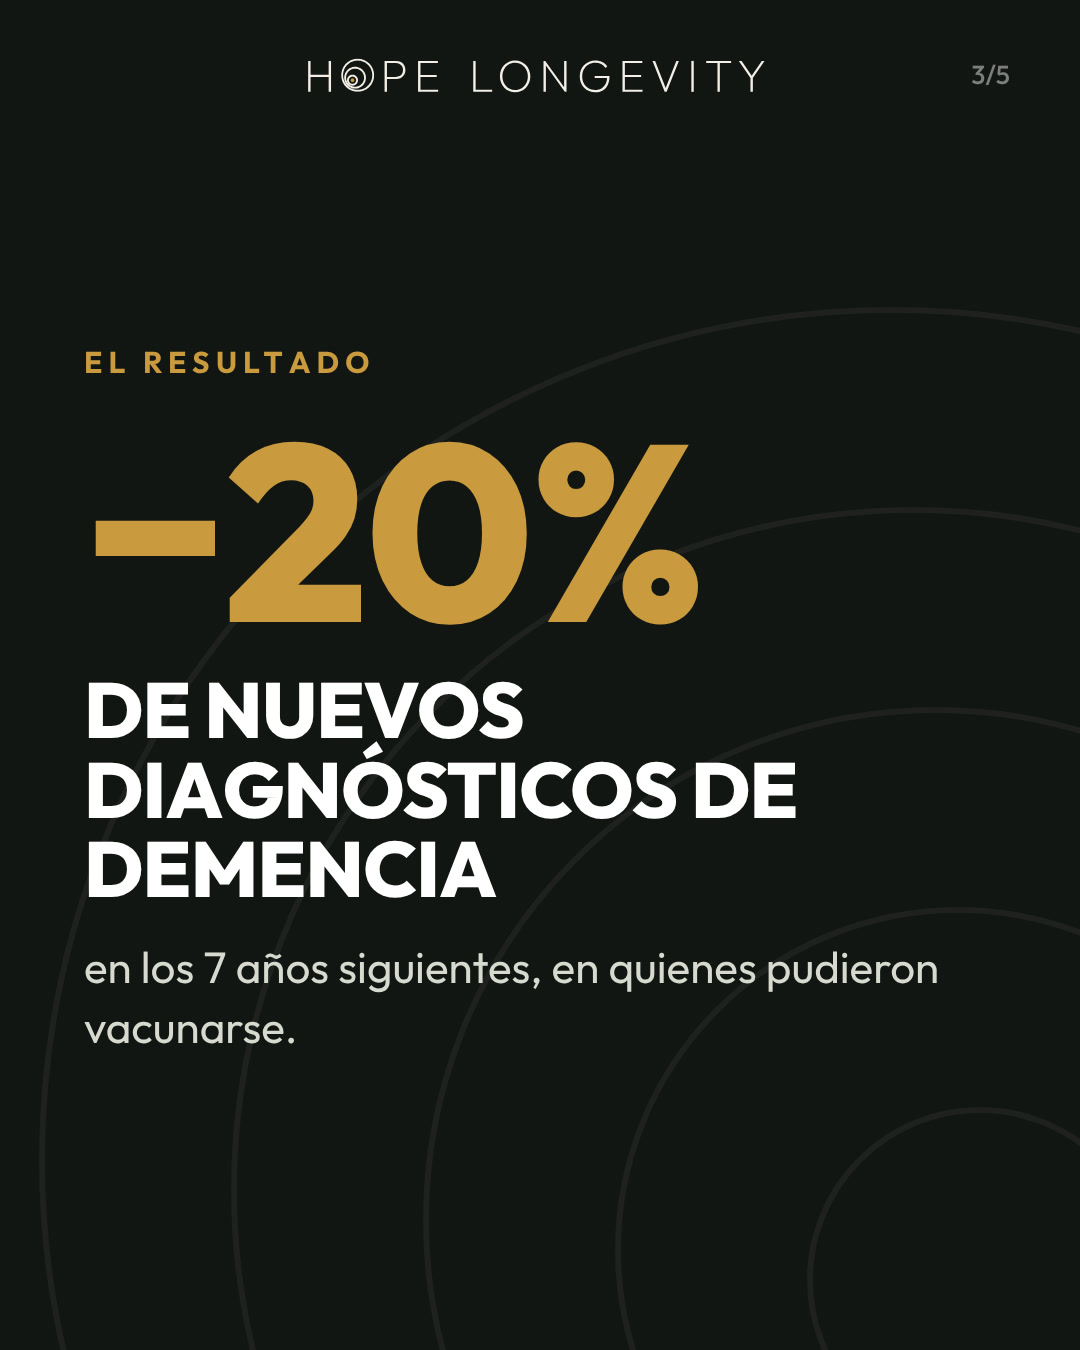 HOPE LONGEVITY
3/5
EL RESULTADO
–20%
DE NUEVOS
DIAGNÓSTICOS DE
DEMENCIA
en los 7 años siguientes, en quienes pudieron
vacunarse.